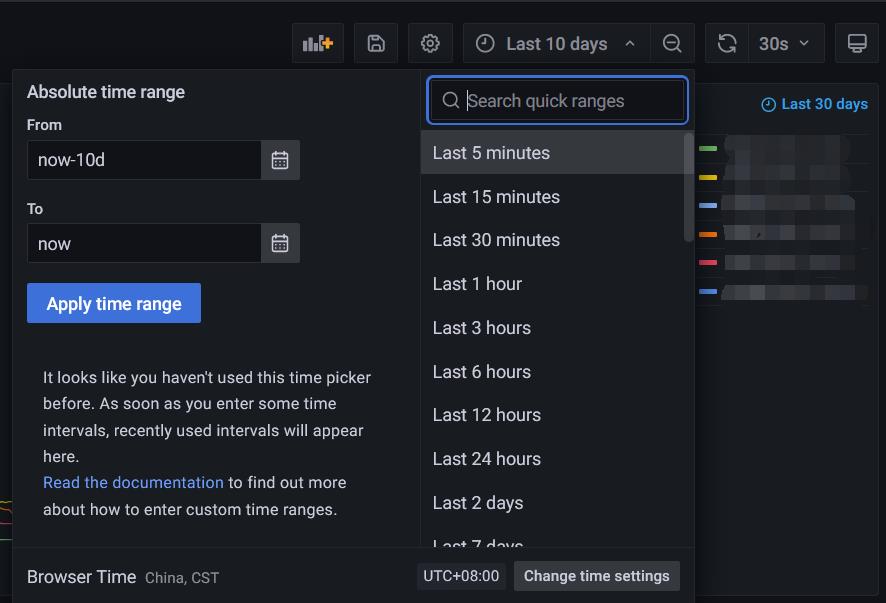 Last 10 days
30s
Absolute time range
From
now-10d
To
now
Apply time range
It looks like you haven't used this time picker
before. As soon as you enter some time
intervals, recently used intervals will appear
here.
Read the documentation to find out more
about how to enter custom time ranges.
Search quick ranges
Last 5 minutes
Last 15 minutes
Last 30 minutes
Last 1 hour
Last 3 hours
Last 6 hours
Last 12 hours
Last 24 hours
Last 2 days
Last 7 days
Last 30 days
Browser Time China, CST
UTC+08:00
Change time settings